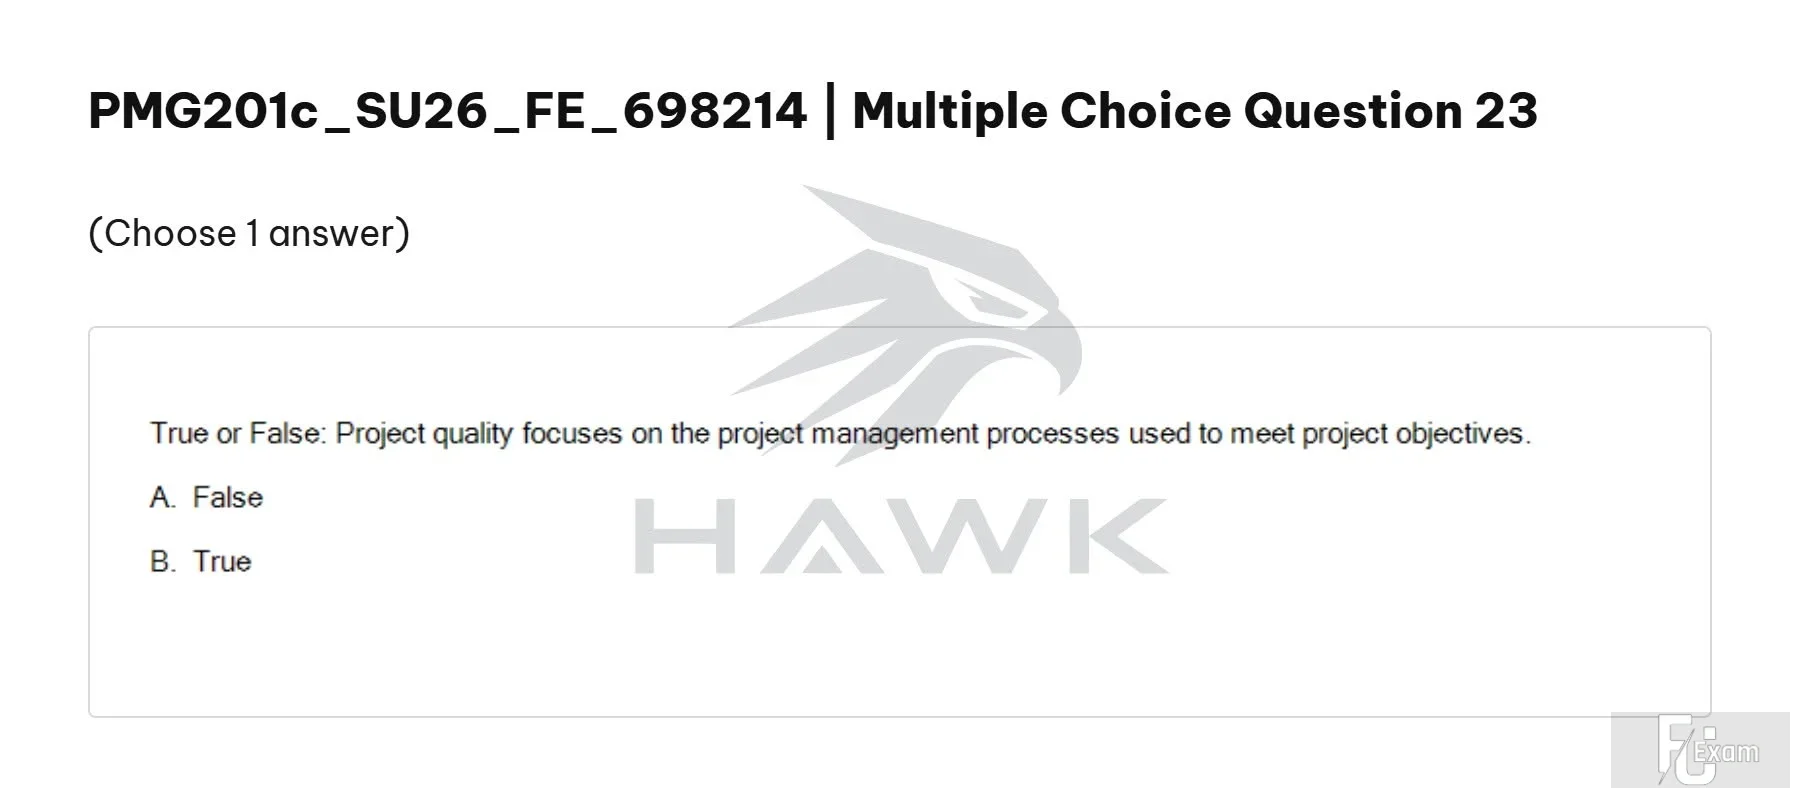 PMG201c_SU26_FE_698214 | Multiple Choice Question 23
(Choose 1 answer)
True or False: Project quality focuses on the project management processes used to meet project objectives.
A. False
B. True
HAWK
FU Exam